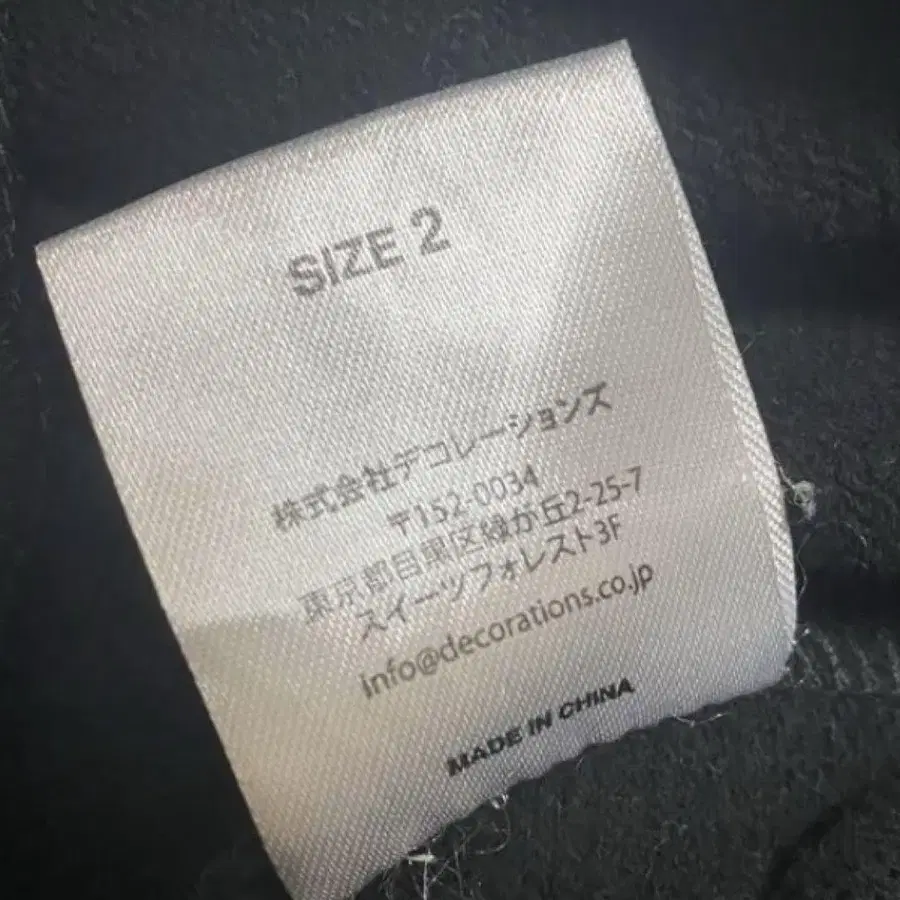 SIZE 2
株式会社デコレーションズ
〒152-0034
東京都目黒区緑が丘2-25-7
スイーツフォレスト3F
info@decorations.co.jp
MADE IN CHINA